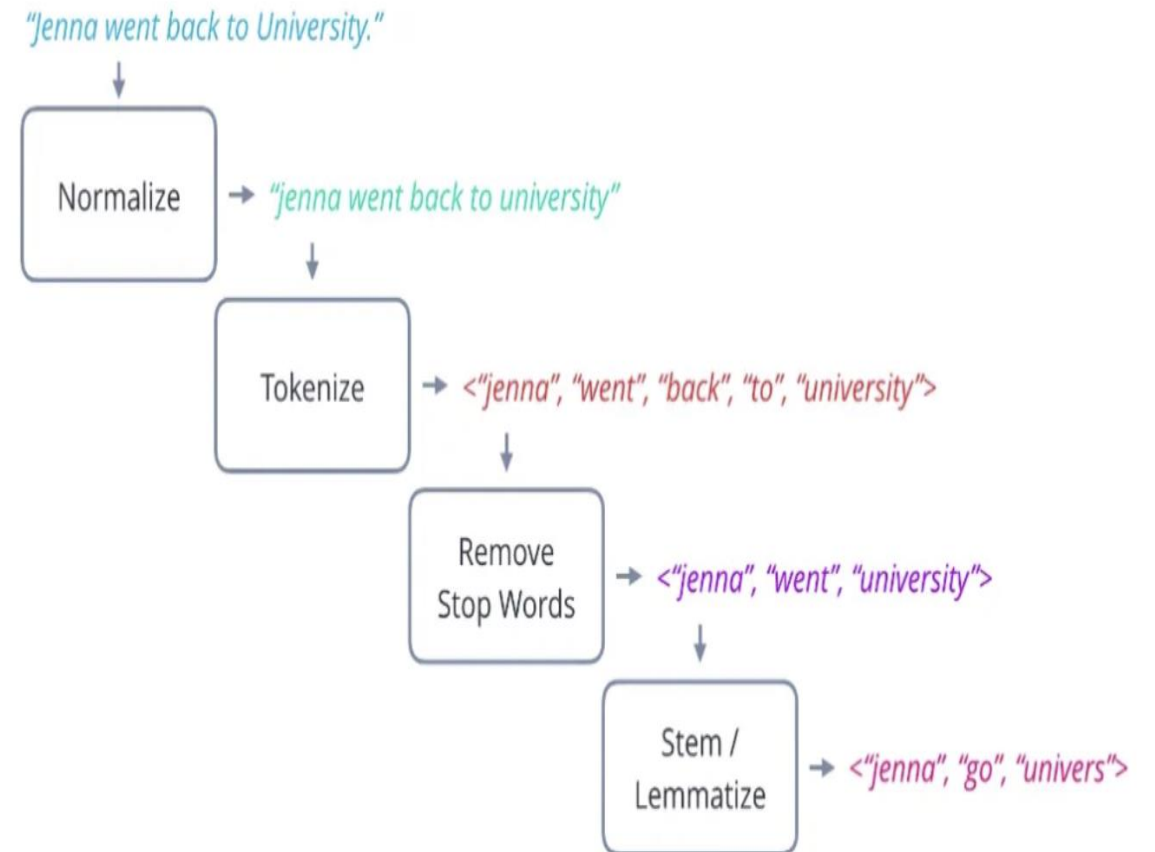 “Jenna went back to University.”
Normalize
“jenna went back to university”
Tokenize
<“jenna”, “went”, “back”, “to”, “university”>
Remove
Stop Words
<“jenna”, “went”, “university”>
Stem /
Lemmatize
<“jenna”, “go”, “univers”>